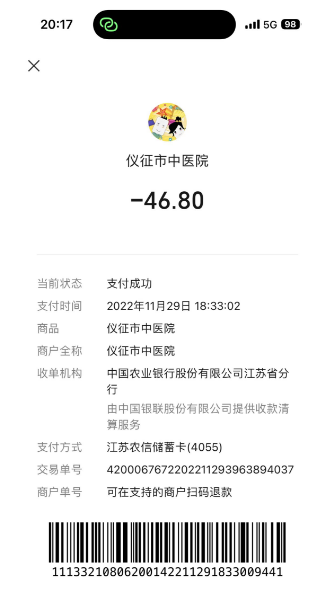 20:17
5G 98
仪征市中医院
-46.80
当前状态 支付成功
支付时间 2022年11月29日 18:33:02
商品 仪征市中医院
商户全称 仪征市中医院
收单机构 中国农业银行股份有限公司江苏省分
行
由中国银联股份有限公司提供收款清
算服务
支付方式 江苏农信储蓄卡(4055)
交易单号 4200067672202211293963894037
商户单号 可在支持的商户扫码退款
11133210806200142211291833009441